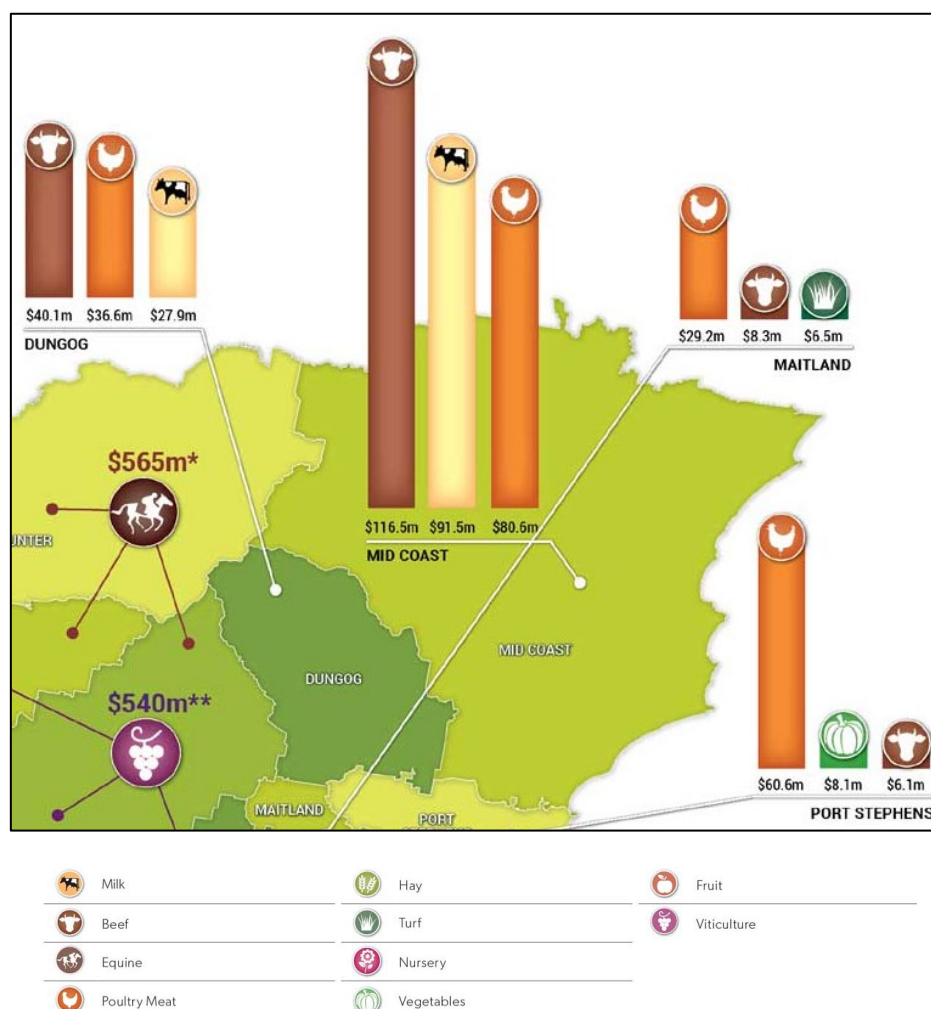 $40.1m $36.6m $27.9m
DUNGOG
$116.5m $91.5m $80.6m
MID COAST
$29.2m $8.3m $6.5m
MAITLAND
$565m*
UNTER
MID COAST
DUNGOG
$540m**
MAITLAND
PORT
$60.6m $8.1m $6.1m
PORT STEPHENS
Milk
Beef
Equine
Poultry Meat
Hay
Turf
Nursery
Vegetables
Fruit
Viticulture